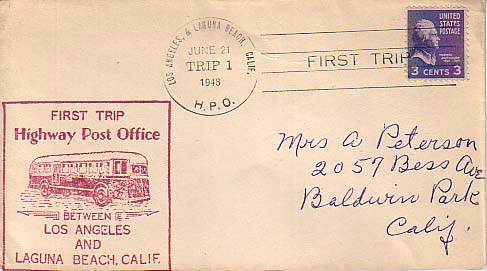 LOS ANGELES, & LAGUNA BEACH, CALIF.
JUNE 21
TRIP 1
1948
H.P.O.
FIRST TRIP
UNITED
STATES
POSTAGE
3 CENTS 3
FIRST TRIP
Highway Post Office
BETWEEN
LOS ANGELES
AND
LAGUNA BEACH, CALIF.
Mrs A Peterson
2057 Bess Ave
Baldwin Park
Calif.